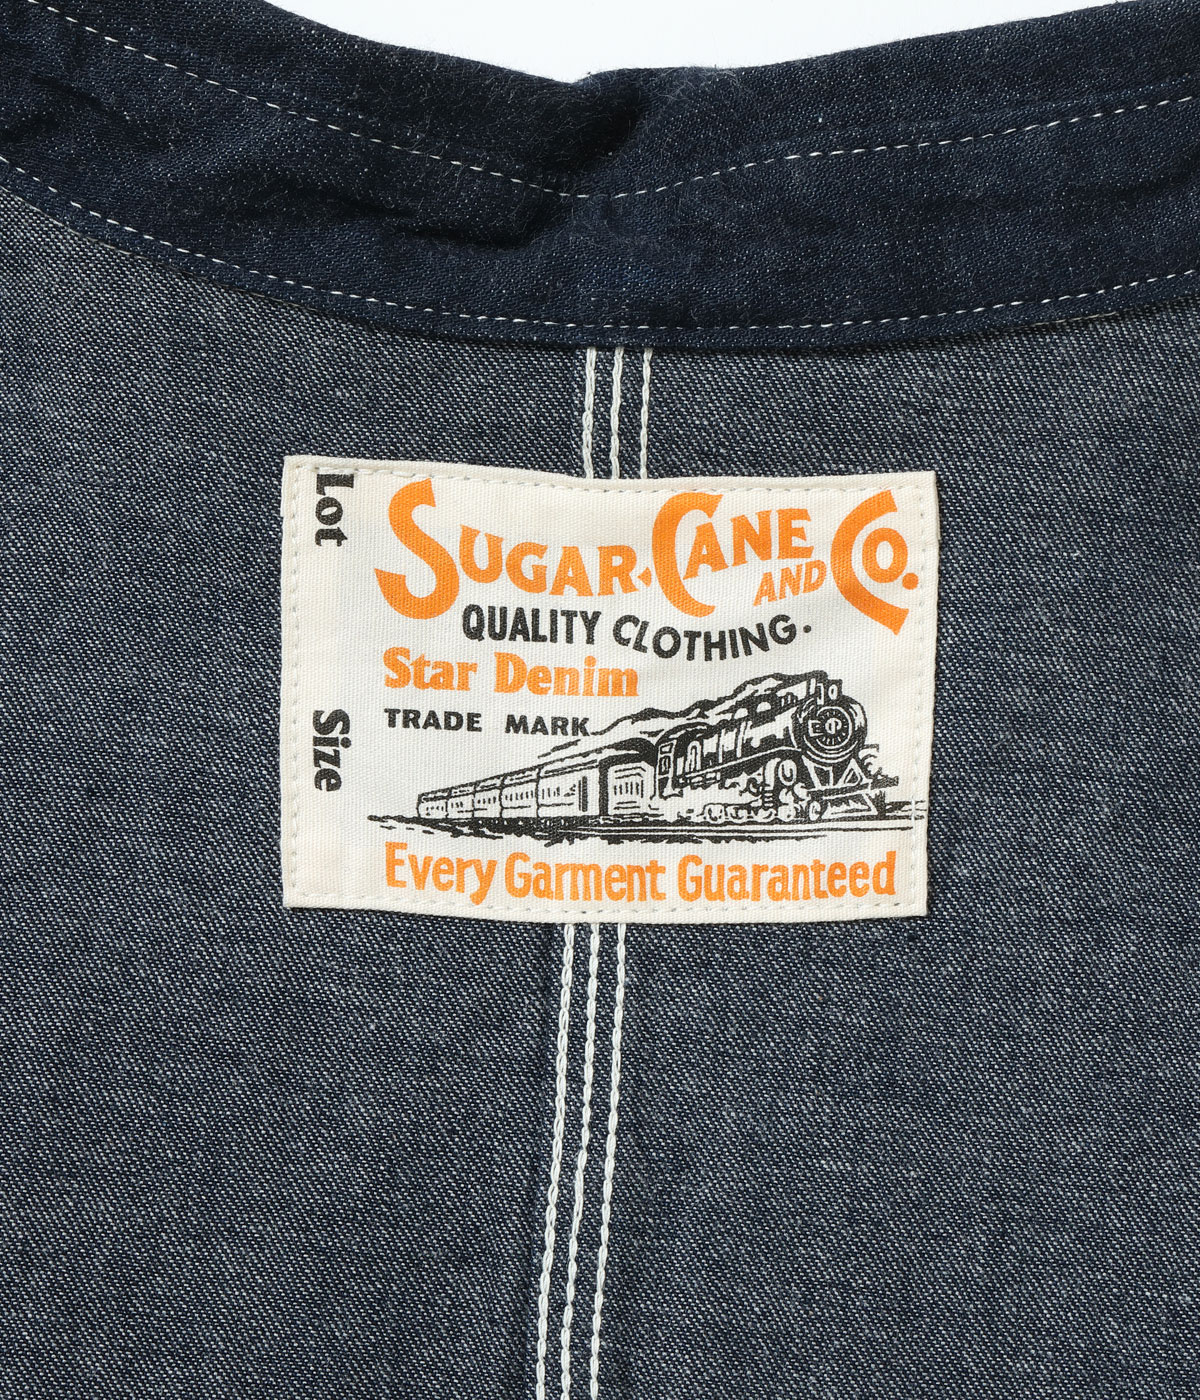 Lot
Size
SUGAR-CANE AND CO.
QUALITY CLOTHING.
Star Denim
TRADE MARK
Every Garment Guaranteed